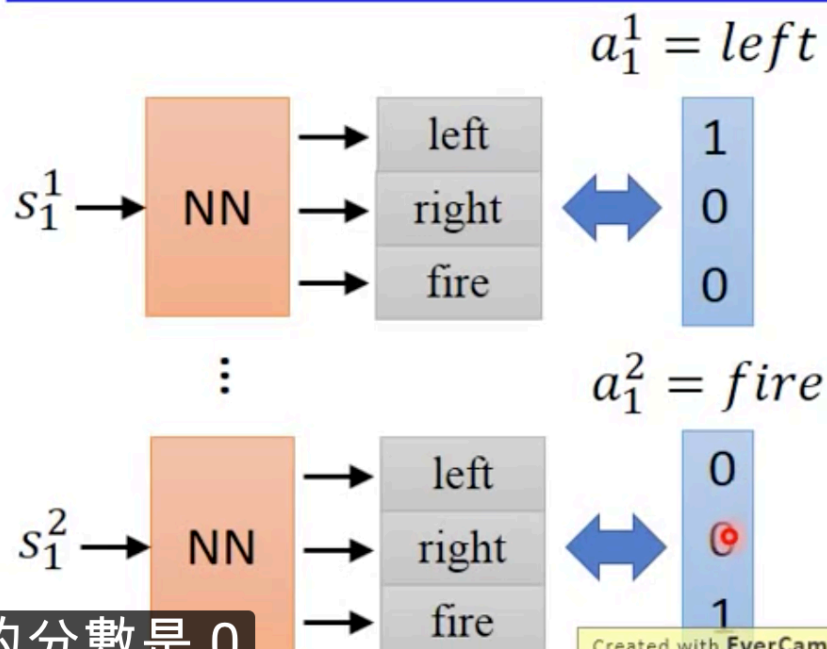 a₁¹ = left
s₁¹
NN
left
right
fire
1
0
0
⋮
a₁² = fire
s₁²
NN
left
right
fire
0
0
1
的分數是 0
Created with EverCam